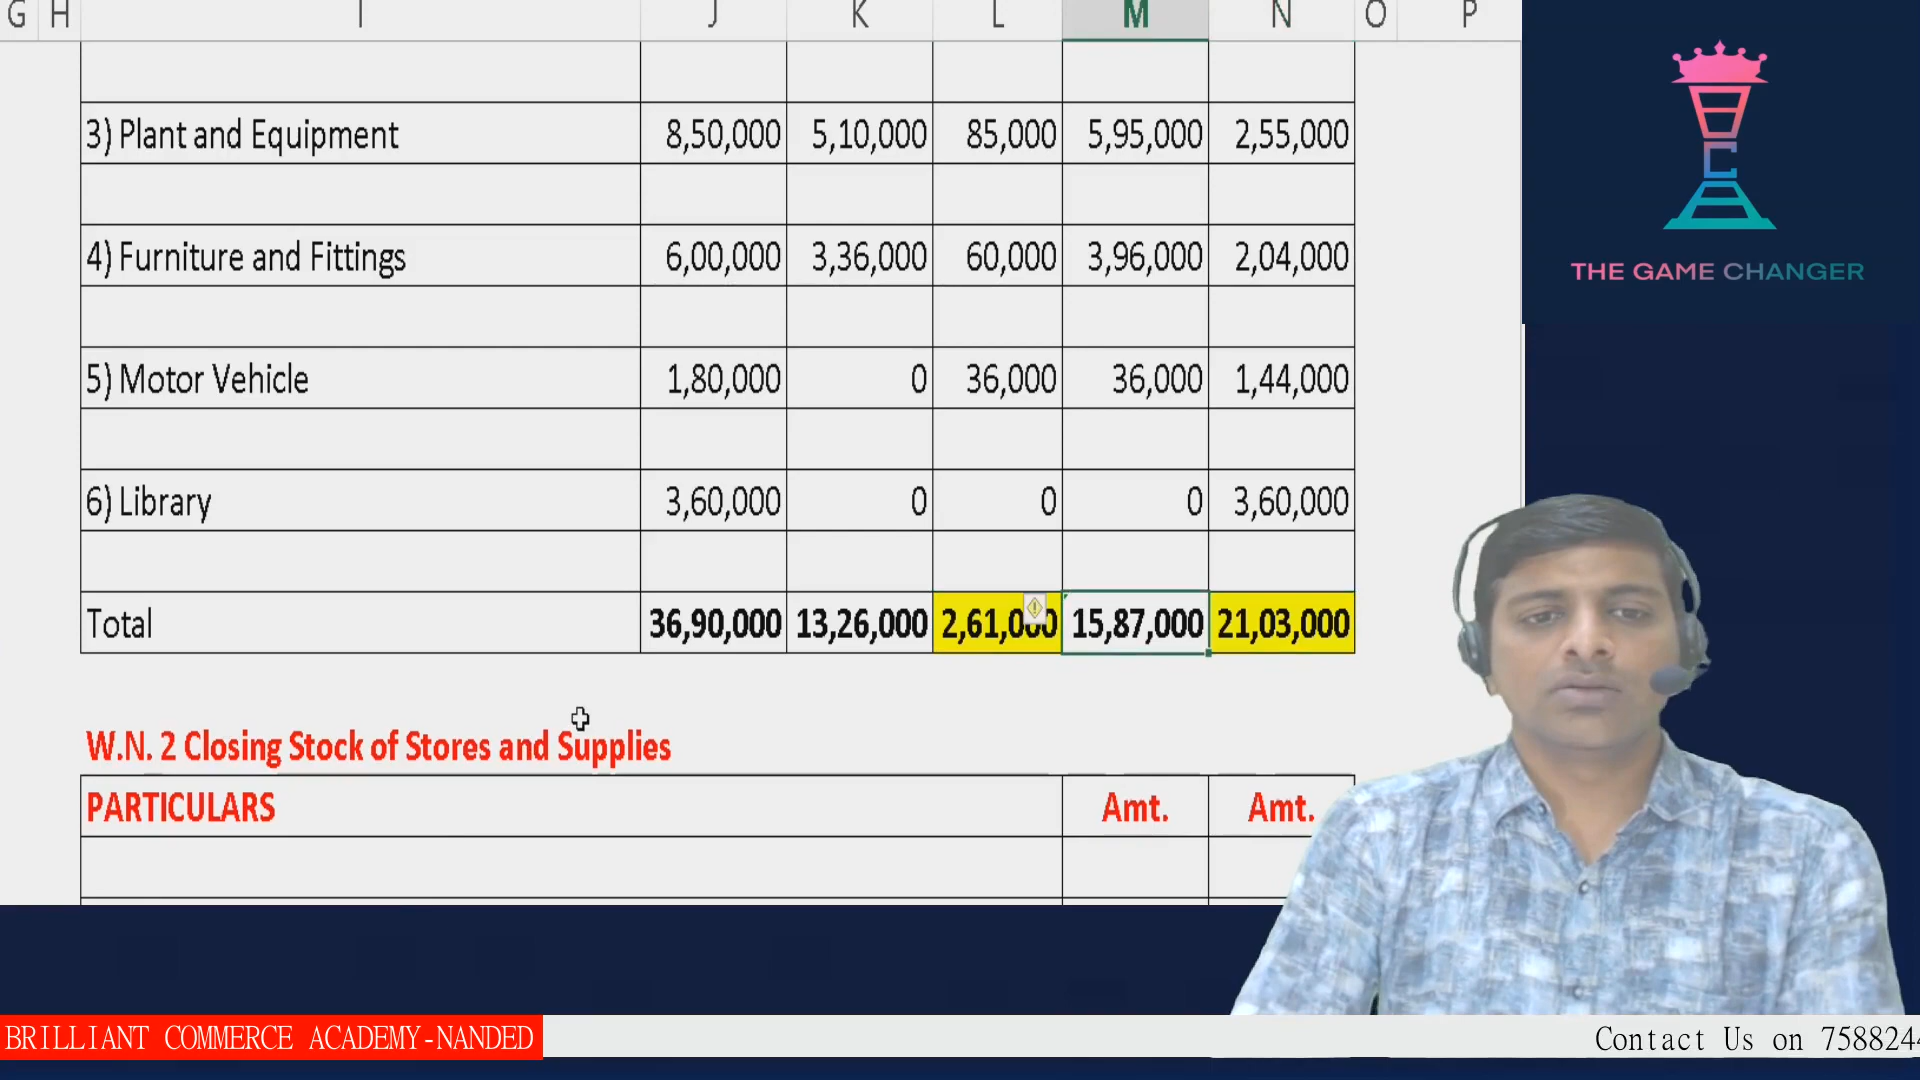 G H I J K L M N O P
3) Plant and Equipment 8,50,000 5,10,000 85,000 5,95,000 2,55,000
4) Furniture and Fittings 6,00,000 3,36,000 60,000 3,96,000 2,04,000
5) Motor Vehicle 1,80,000 0 36,000 36,000 1,44,000
6) Library 3,60,000 0 0 0 3,60,000
Total 36,90,000 13,26,000 2,61,000 15,87,000 21,03,000
W.N. 2 Closing Stock of Stores and Supplies
PARTICULARS Amt. Amt.
THE GAME CHANGER
BRILLIANT COMMERCE ACADEMY-NANDED
Contact Us on 758824